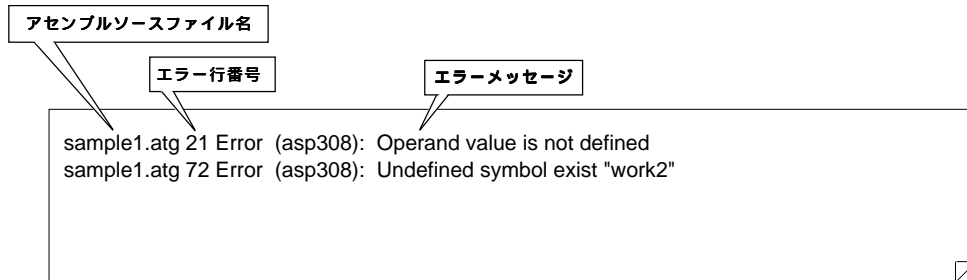 アセンブルソースファイル名
エラー行番号
エラーメッセージ
sample1.atg 21 Error (asp308): Operand value is not defined
sample1.atg 72 Error (asp308): Undefined symbol exist "work2"